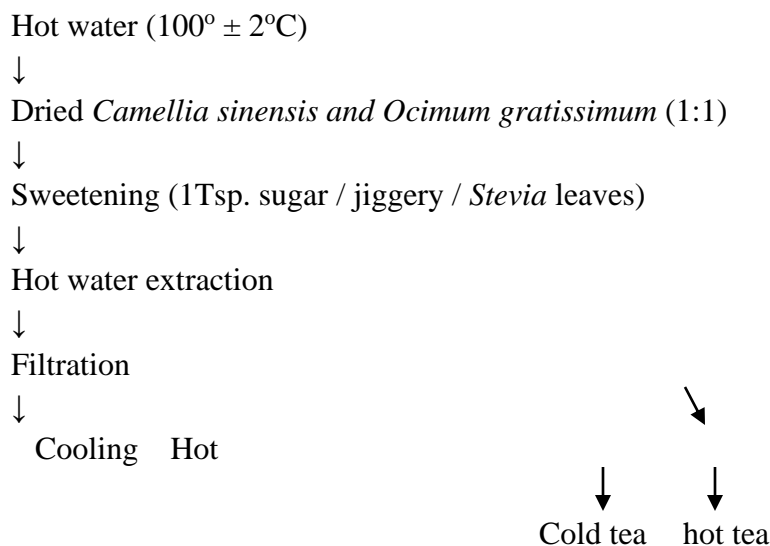 Hot water (100º ± 2ºC)
↓
Dried Camellia sinensis and Ocimum gratissimum (1:1)
↓
Sweetening (1Tsp. sugar / jiggery / Stevia leaves)
↓
Hot water extraction
↓
Filtration
↓
Cooling Hot
Cold tea hot tea